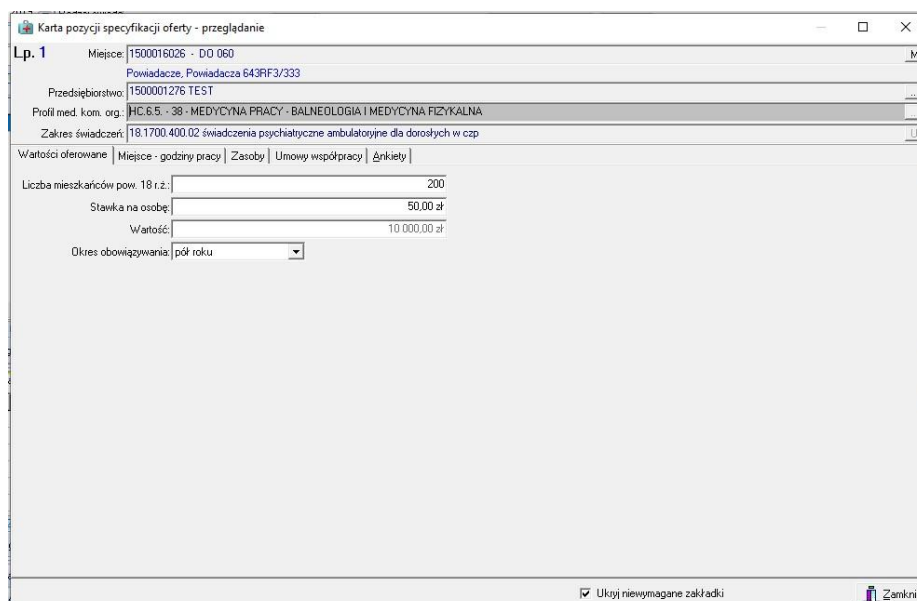 Karta pozycji specyfikacji oferty - przeglądanie
Lp. 1 Miejsce: 1500016026 - DO 060 M
Powiadacze, Powiadacza 643RF3/333
Przedsiębiorstwo: 1500001276 TEST ...
Profil med. kom. org.: HC.6.5. - 38 - MEDYCYNA PRACY - BALNEOLOGIA I MEDYCYNA FIZYKALNA ...
Zakres świadczeń: 18.1700.400.02 świadczenia psychiatryczne ambulatoryjne dla dorosłych w czp U
Wartości oferowane Miejsce - godziny pracy Zasoby Umowy współpracy Ankiety
Liczba mieszkańców pow. 18 r.ż.: 200
Stawka na osobę: 50,00 zł
Wartość: 10 000,00 zł
Okres obowiązywania: pół roku
Ukryj niewymagane zakładki Zamkni